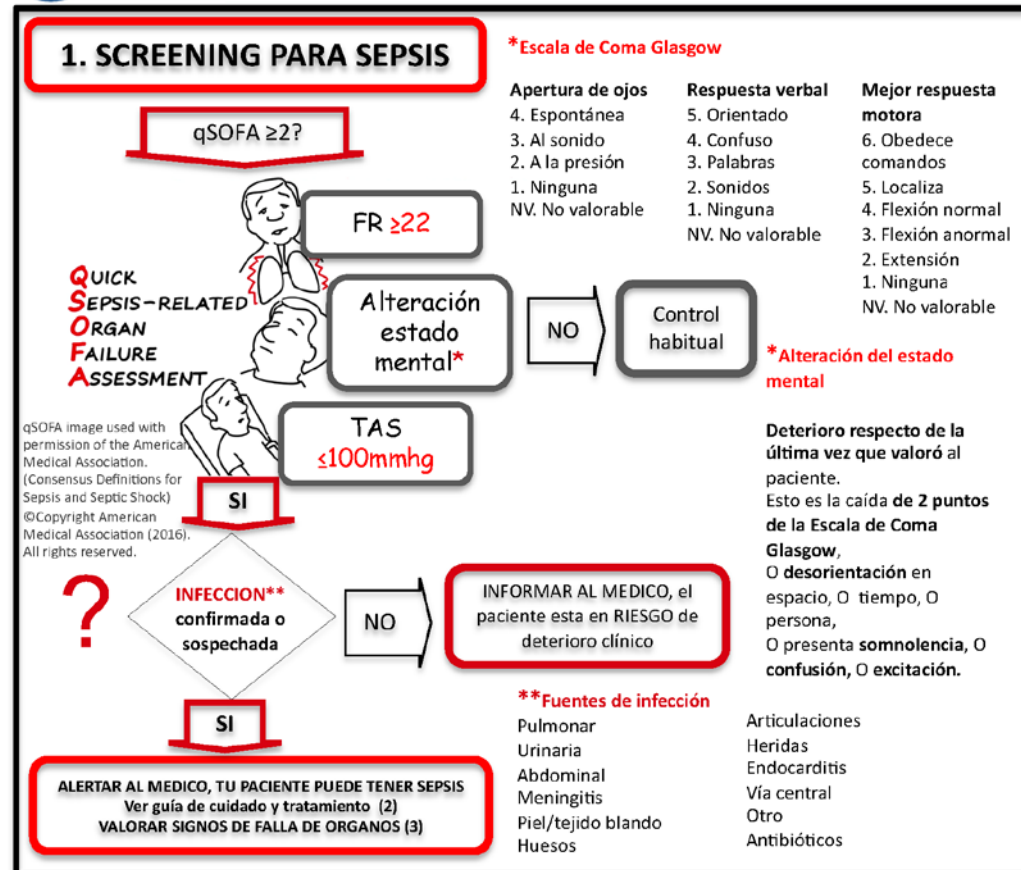 1. SCREENING PARA SEPSIS
qSOFA ≥2?
FR ≥22
QUICK
SEPSIS-RELATED
ORGAN
FAILURE
ASSESSMENT
Alteración
estado
mental*
NO
Control
habitual
TAS
≤100mmhg
qSOFA image used with
permission of the American
Medical Association.
(Consensus Definitions for
Sepsis and Septic Shock)
©Copyright American
Medical Association (2016).
All rights reserved.
SI
?
INFECCION**
confirmada o
sospechada
NO
INFORMAR AL MEDICO, el
paciente esta en RIESGO de
deterioro clínico
SI
ALERTAR AL MEDICO, TU PACIENTE PUEDE TENER SEPSIS
Ver guía de cuidado y tratamiento (2)
VALORAR SIGNOS DE FALLA DE ORGANOS (3)
*Escala de Coma Glasgow
Apertura de ojos
4. Espontánea
3. Al sonido
2. A la presión
1. Ninguna
NV. No valorable
Respuesta verbal
5. Orientado
4. Confuso
3. Palabras
2. Sonidos
1. Ninguna
NV. No valorable
Mejor respuesta
motora
6. Obedece
comandos
5. Localiza
4. Flexión normal
3. Flexión anormal
2. Extensión
1. Ninguna
NV. No valorable
*Alteración del estado
mental
Deterioro respecto de la
última vez que valoró al
paciente.
Esto es la caída de 2 puntos
de la Escala de Coma
Glasgow,
O desorientación en
espacio, O tiempo, O
persona,
O presenta somnolencia, O
confusión, O excitación.
**Fuentes de infección
Pulmonar
Urinaria
Abdominal
Meningitis
Piel/tejido blando
Huesos
Articulaciones
Heridas
Endocarditis
Vía central
Otro
Antibióticos